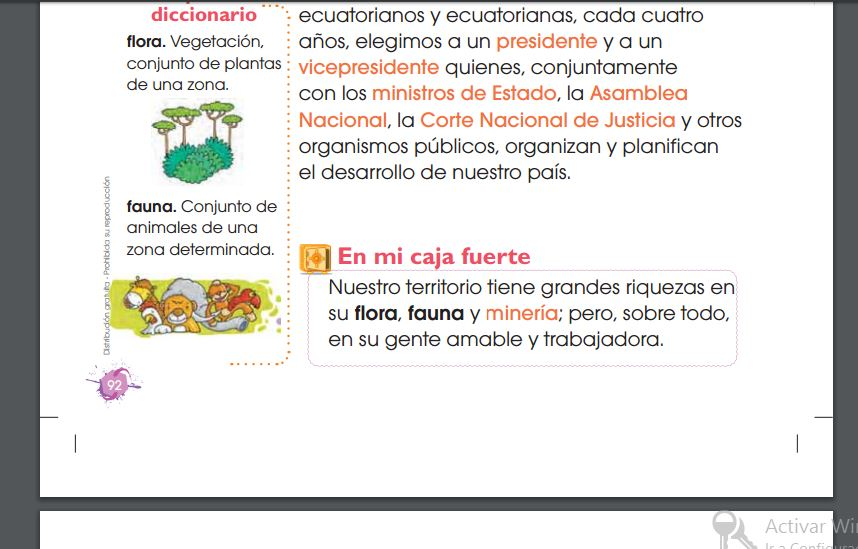 diccionario
flora. Vegetación,
conjunto de plantas
de una zona.
fauna. Conjunto de
animales de una
zona determinada.
Distribución gratuita - Prohibida su reproducción
92
ecuatorianos y ecuatorianas, cada cuatro
años, elegimos a un presidente y a un
vicepresidente quienes, conjuntamente
con los ministros de Estado, la Asamblea
Nacional, la Corte Nacional de Justicia y otros
organismos públicos, organizan y planifican
el desarrollo de nuestro país.
En mi caja fuerte
Nuestro territorio tiene grandes riquezas en
su flora, fauna y minería; pero, sobre todo,
en su gente amable y trabajadora.
Activar Wi
Ir a Configura